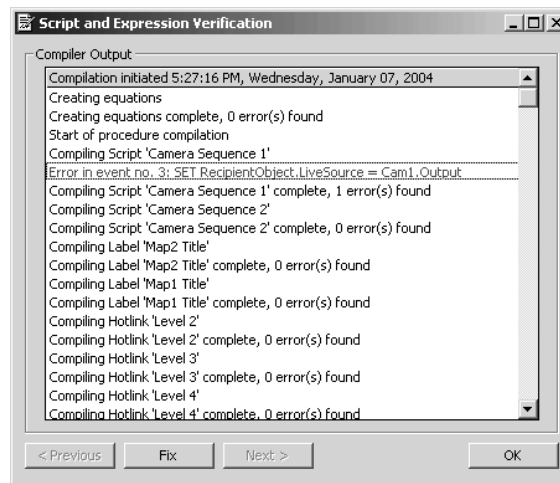 Script and Expression Verification
Compiler Output
Compilation initiated 5:27:16 PM, Wednesday, January 07, 2004
Creating equations
Creating equations complete, 0 error(s) found
Start of procedure compilation
Compiling Script 'Camera Sequence 1'
Error in event no. 3: SET RecipientObject.LiveSource = Cam1.Output
Compiling Script 'Camera Sequence 1' complete, 1 error(s) found
Compiling Script 'Camera Sequence 2'
Compiling Script 'Camera Sequence 2' complete, 0 error(s) found
Compiling Label 'Map2 Title'
Compiling Label 'Map2 Title' complete, 0 error(s) found
Compiling Label 'Map1 Title'
Compiling Label 'Map1 Title' complete, 0 error(s) found
Compiling Hotlink 'Level 2'
Compiling Hotlink 'Level 2' complete, 0 error(s) found
Compiling Hotlink 'Level 3'
Compiling Hotlink 'Level 3' complete, 0 error(s) found
Compiling Hotlink 'Level 4'
Compiling Hotlink 'Level 4' complete, 0 error(s) found
< Previous Fix Next > OK